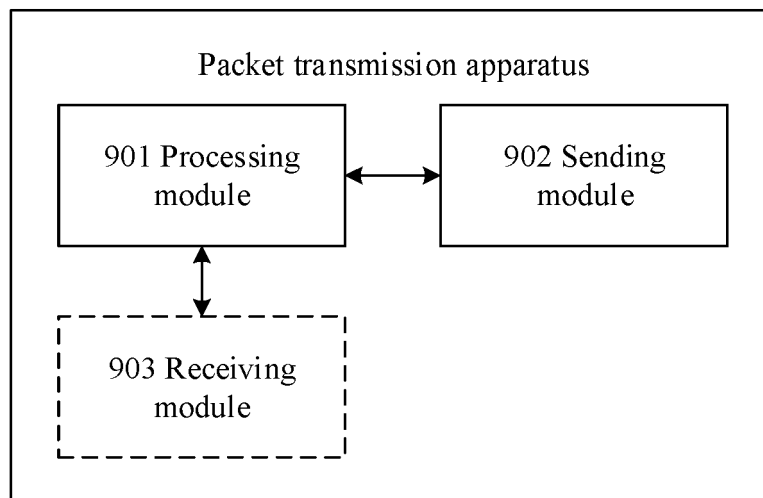 Packet transmission apparatus
901 Processing
module
902 Sending
module
903 Receiving
module